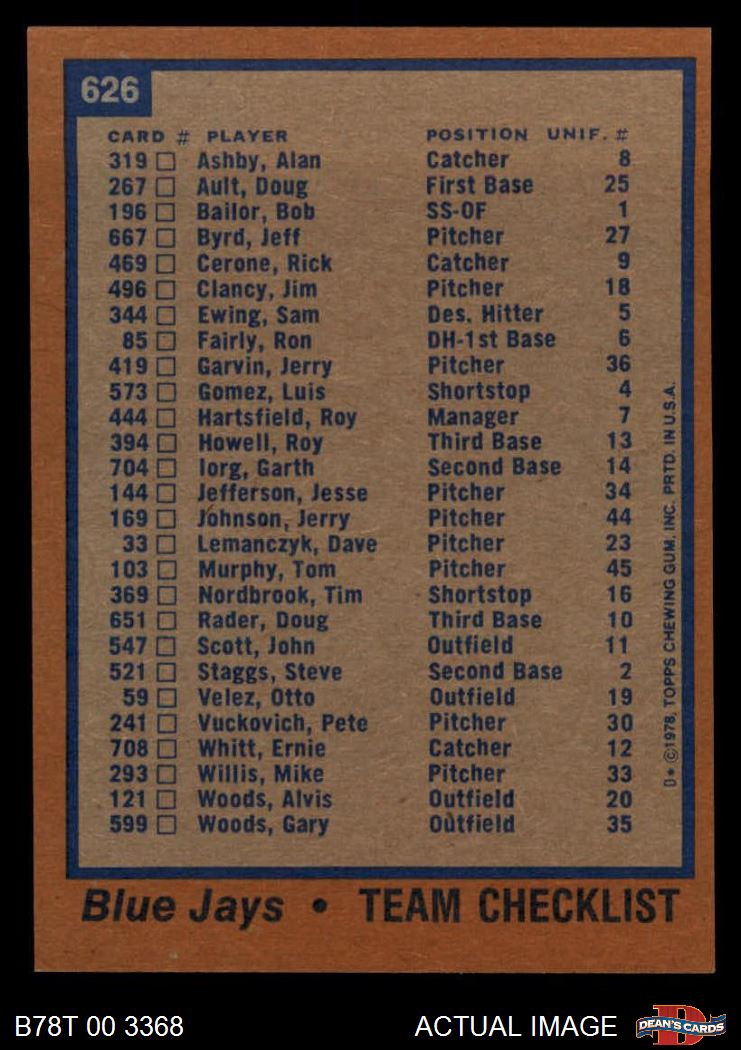 626
CARD # PLAYER POSITION UNIF. #
319 Ashby, Alan Catcher 8
267 Ault, Doug First Base 25
196 Bailor, Bob SS-OF 1
667 Byrd, Jeff Pitcher 27
469 Cerone, Rick Catcher 9
496 Clancy, Jim Pitcher 18
344 Ewing, Sam Des. Hitter 5
85 Fairly, Ron DH-1st Base 6
419 Garvin, Jerry Pitcher 36
573 Gomez, Luis Shortstop 4
444 Hartsfield, Roy Manager 7
394 Howell, Roy Third Base 13
704 Iorg, Garth Second Base 14
144 Jefferson, Jesse Pitcher 34
169 Johnson, Jerry Pitcher 44
33 Lemanczyk, Dave Pitcher 23
103 Murphy, Tom Pitcher 45
369 Nordbrook, Tim Shortstop 16
651 Rader, Doug Third Base 10
547 Scott, John Outfield 11
521 Staggs, Steve Second Base 2
59 Velez, Otto Outfield 19
241 Vuckovich, Pete Pitcher 30
708 Whitt, Ernie Catcher 12
293 Willis, Mike Pitcher 33
121 Woods, Alvis Outfield 20
599 Woods, Gary Outfield 35
D* ©1978, TOPPS CHEWING GUM, INC. PRTD. IN U.S.A.
Blue Jays • TEAM CHECKLIST
B78T 00 3368 ACTUAL IMAGE
D
DEAN'S CARDS